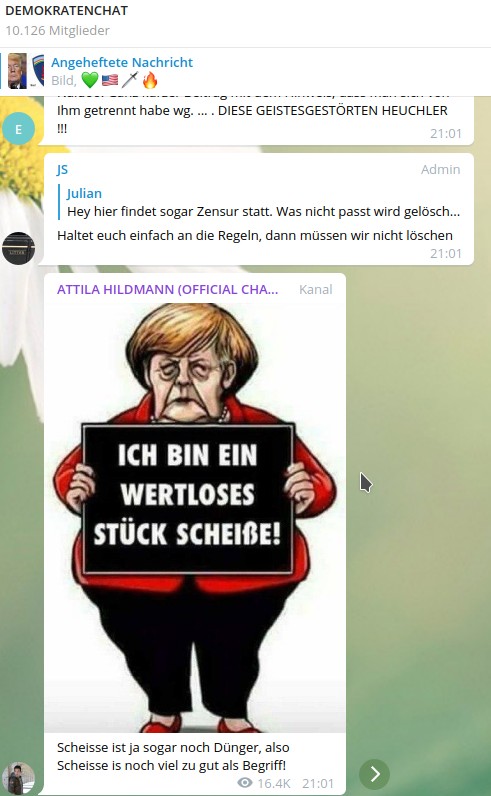 DEMOKRATENCHAT
10.126 Mitglieder
Angeheftete Nachricht
Bild, 💚🇺🇸🗡🔥
Ihm getrennt habe wg. ... . DIESE GEISTESGESTÖRTEN HEUCHLER
!!!
21:01
E
JS
Admin
Julian
Hey hier findet sogar Zensur statt. Was nicht passt wird gelösch...
Haltet euch einfach an die Regeln, dann müssen wir nicht löschen
21:01
ATTILA HILDMANN (OFFICIAL CHA...
Kanal
ICH BIN EIN
WERTLOSES
STÜCK SCHEIßE!
Scheisse ist ja sogar noch Dünger, also
Scheisse is noch viel zu gut als Begriff!
16.4K 21:01